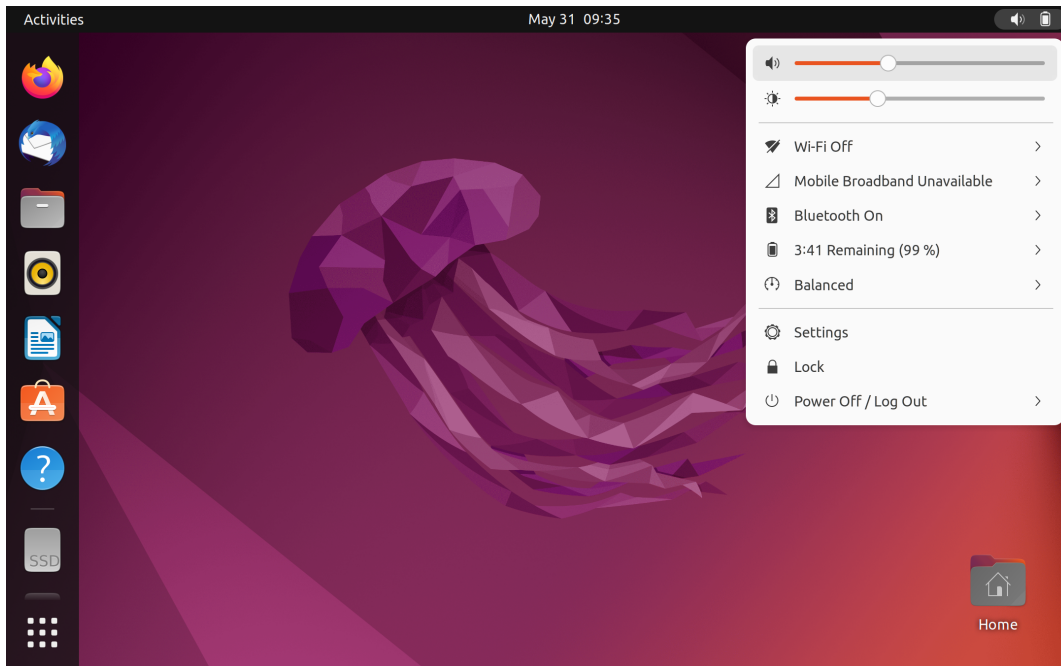 Activities
May 31 09:35
Wi-Fi Off
Mobile Broadband Unavailable
Bluetooth On
3:41 Remaining (99 %)
Balanced
Settings
Lock
Power Off / Log Out
SSD
Home